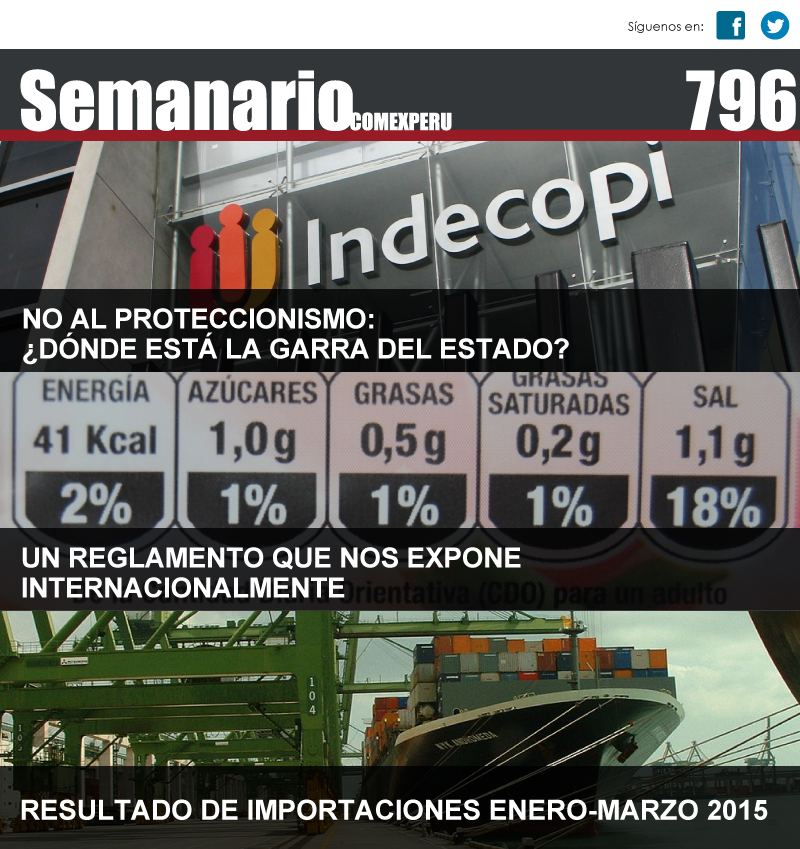 Síguenos en:
Semanario COMEXPERU 796
Indecopi
NO AL PROTECCIONISMO:
¿DÓNDE ESTÁ LA GARRA DEL ESTADO?
ENERGÍA AZÚCARES GRASAS GRASAS SATURADAS SAL
41 Kcal 1,0g 0,5g 0,2g 1,1g
2% 1% 1% 1% 18%
UN REGLAMENTO QUE NOS EXPONE
INTERNACIONALMENTE
Orientativa (CDO) para un adulto
104
NYK ANDROMEDA
RESULTADO DE IMPORTACIONES ENERO-MARZO 2015